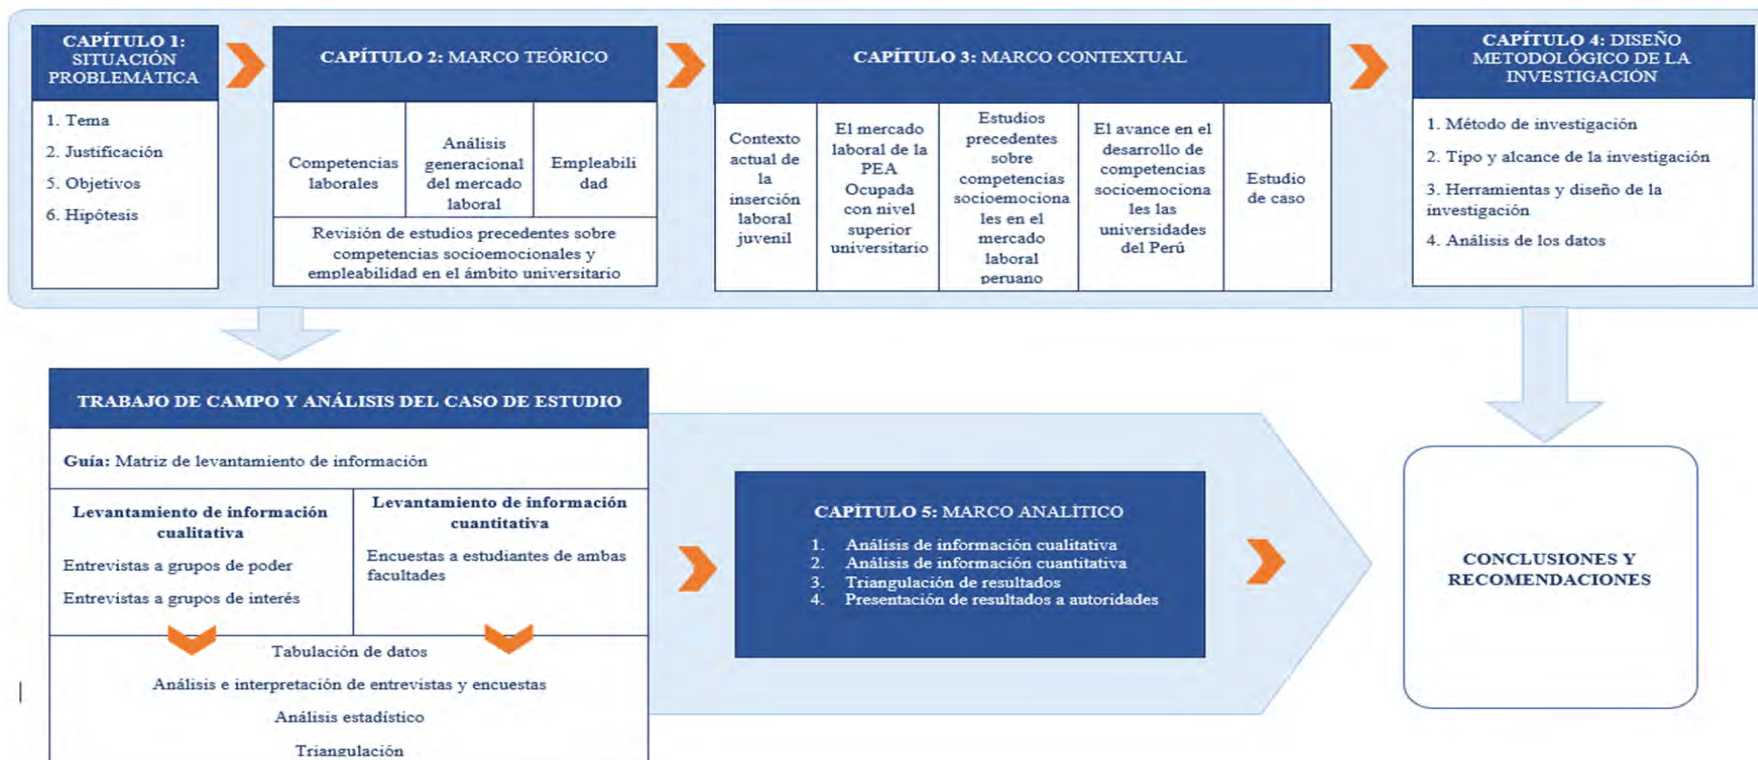 CAPÍTULO 1:
SITUACIÓN
PROBLEMÁTICA
1. Tema
2. Justificación
5. Objetivos
6. Hipótesis
CAPÍTULO 2: MARCO TEÓRICO
Competencias
laborales
Análisis
generacional
del mercado
laboral
Empleabili
dad
Revisión de estudios precedentes sobre
competencias socioemocionales y
empleabilidad en el ámbito universitario
CAPÍTULO 3: MARCO CONTEXTUAL
Contexto
actual de
la
inserción
laboral
juvenil
El mercado
laboral de la
PEA
Ocupada
con nivel
superior
universitario
Estudios
precedentes
sobre
competencias
socioemociona
les en el
mercado
laboral
peruano
El avance en el
desarrollo de
competencias
socioemociona
les las
universidades
del Perú
Estudio
de caso
CAPÍTULO 4: DISEÑO
METODOLÓGICO DE LA
INVESTIGACIÓN
1. Método de investigación
2. Tipo y alcance de la investigación
3. Herramientas y diseño de la
investigación
4. Análisis de los datos
TRABAJO DE CAMPO Y ANÁLISIS DEL CASO DE ESTUDIO
Guía: Matriz de levantamiento de información
Levantamiento de información
cualitativa
Entrevistas a grupos de poder
Entrevistas a grupos de interés
Levantamiento de información
cuantitativa
Encuestas a estudiantes de ambas
facultades
Tabulación de datos
Análisis e interpretación de entrevistas y encuestas
Análisis estadístico
Triangulación
CAPÍTULO 5: MARCO ANALÍTICO
1. Análisis de información cualitativa
2. Análisis de información cuantitativa
3. Triangulación de resultados
4. Presentación de resultados a autoridades
CONCLUSIONES Y
RECOMENDACIONES